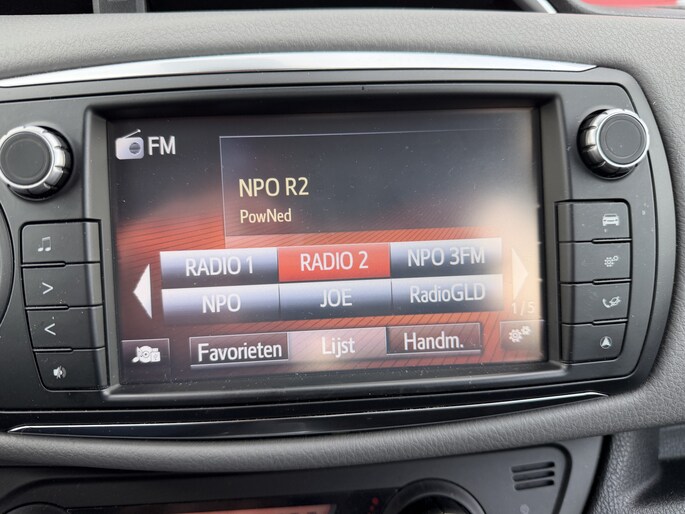 FM
NPO R2
PowNed
RADIO 1 RADIO 2 NPO 3FM
NPO JOE RadioGLD
1/5
Favorieten Lijst Handm.